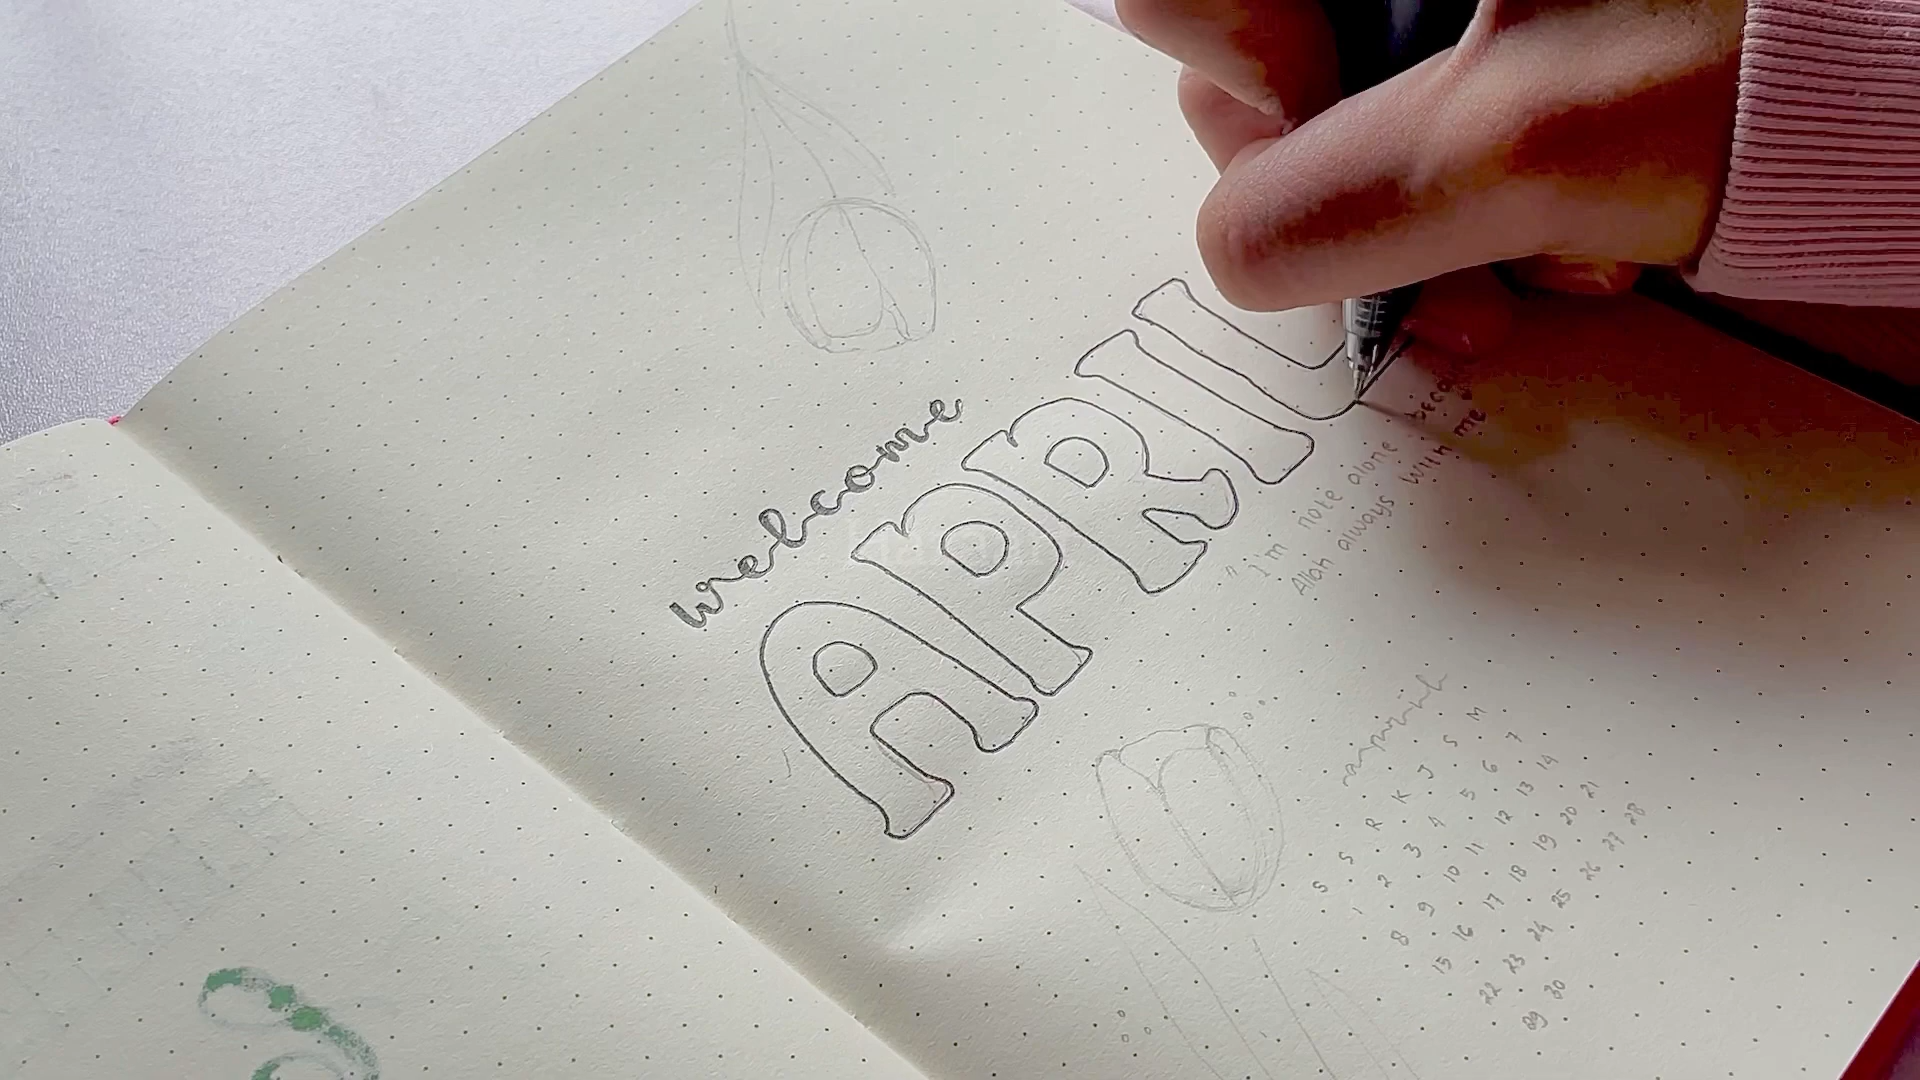 welcome
APRIL
" I'm note alone
Allah always with me
S S R K J S M
1 2 3 4 5 6 7
8 9 10 11 12 13 14
15 16 17 18 19 20 21
22 23 24 25 26 27 28
29 30